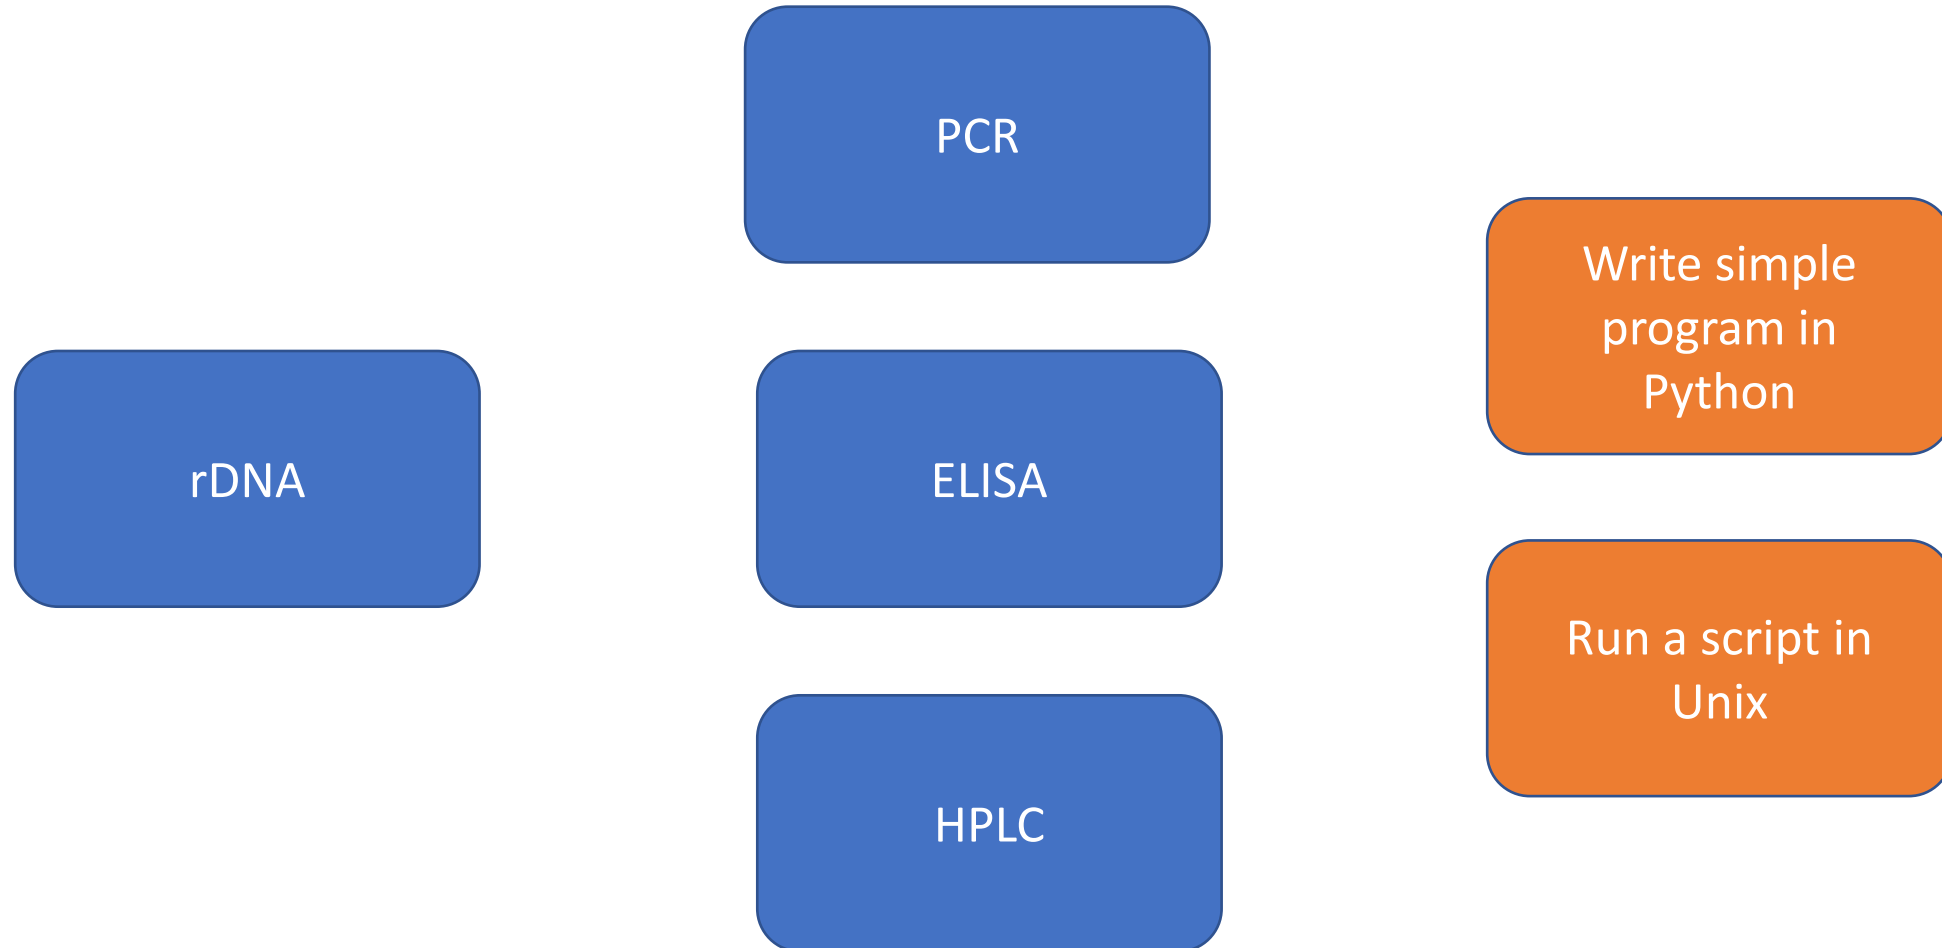 PCR
Write simple
program in
Python
rDNA
ELISA
Run a script in
Unix
HPLC